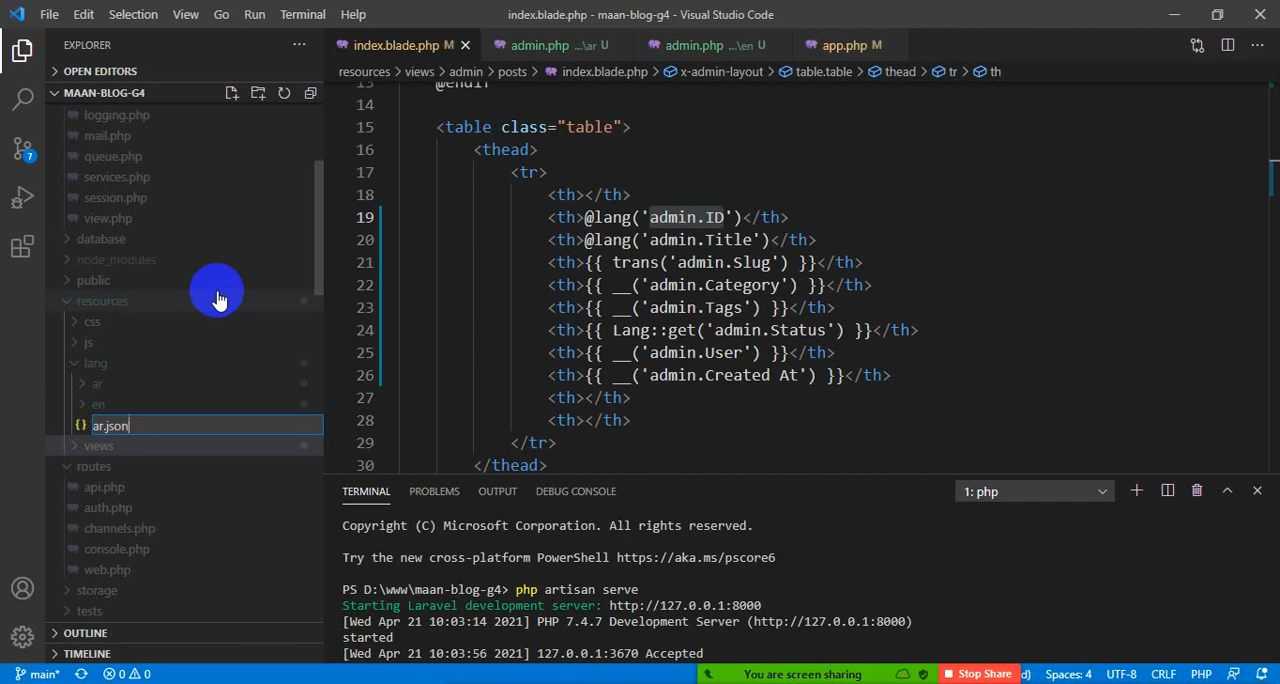 File Edit Selection View Go Run Terminal Help index.blade.php - maan-blog-g4 - Visual Studio Code
EXPLORER
OPEN EDITORS
MAAN-BLOG-G4
logging.php
mail.php
queue.php
services.php
session.php
view.php
database
node_modules
public
resources
css
js
lang
ar
en
{} ar.json
views
routes
api.php
auth.php
channels.php
console.php
web.php
storage
tests
OUTLINE
TIMELINE
7
index.blade.php M admin.php ...\ar U admin.php ...\en U app.php M
resources > views > admin > posts > index.blade.php > x-admin-layout > table.table > thead > tr > th
13 @endif
14
15 <table class="table">
16 <thead>
17 <tr>
18 <th></th>
19 <th>@lang('admin.ID')</th>
20 <th>@lang('admin.Title')</th>
21 <th>{{ trans('admin.Slug') }}</th>
22 <th>{{ __('admin.Category') }}</th>
23 <th>{{ __('admin.Tags') }}</th>
24 <th>{{ Lang::get('admin.Status') }}</th>
25 <th>{{ __('admin.User') }}</th>
26 <th>{{ __('admin.Created At') }}</th>
27 <th></th>
28 <th></th>
29 </tr>
30 </thead>
TERMINAL PROBLEMS OUTPUT DEBUG CONSOLE 1: php
Copyright (C) Microsoft Corporation. All rights reserved.
Try the new cross-platform PowerShell https://aka.ms/pscore6
PS D:\www\maan-blog-g4> php artisan serve
Starting Laravel development server: http://127.0.0.1:8000
[Wed Apr 21 10:03:14 2021] PHP 7.4.7 Development Server (http://127.0.0.1:8000)
started
[Wed Apr 21 10:03:56 2021] 127.0.0.1:3670 Accepted
main* 0 0 You are screen sharing Stop Share d) Spaces: 4 UTF-8 CRLF PHP